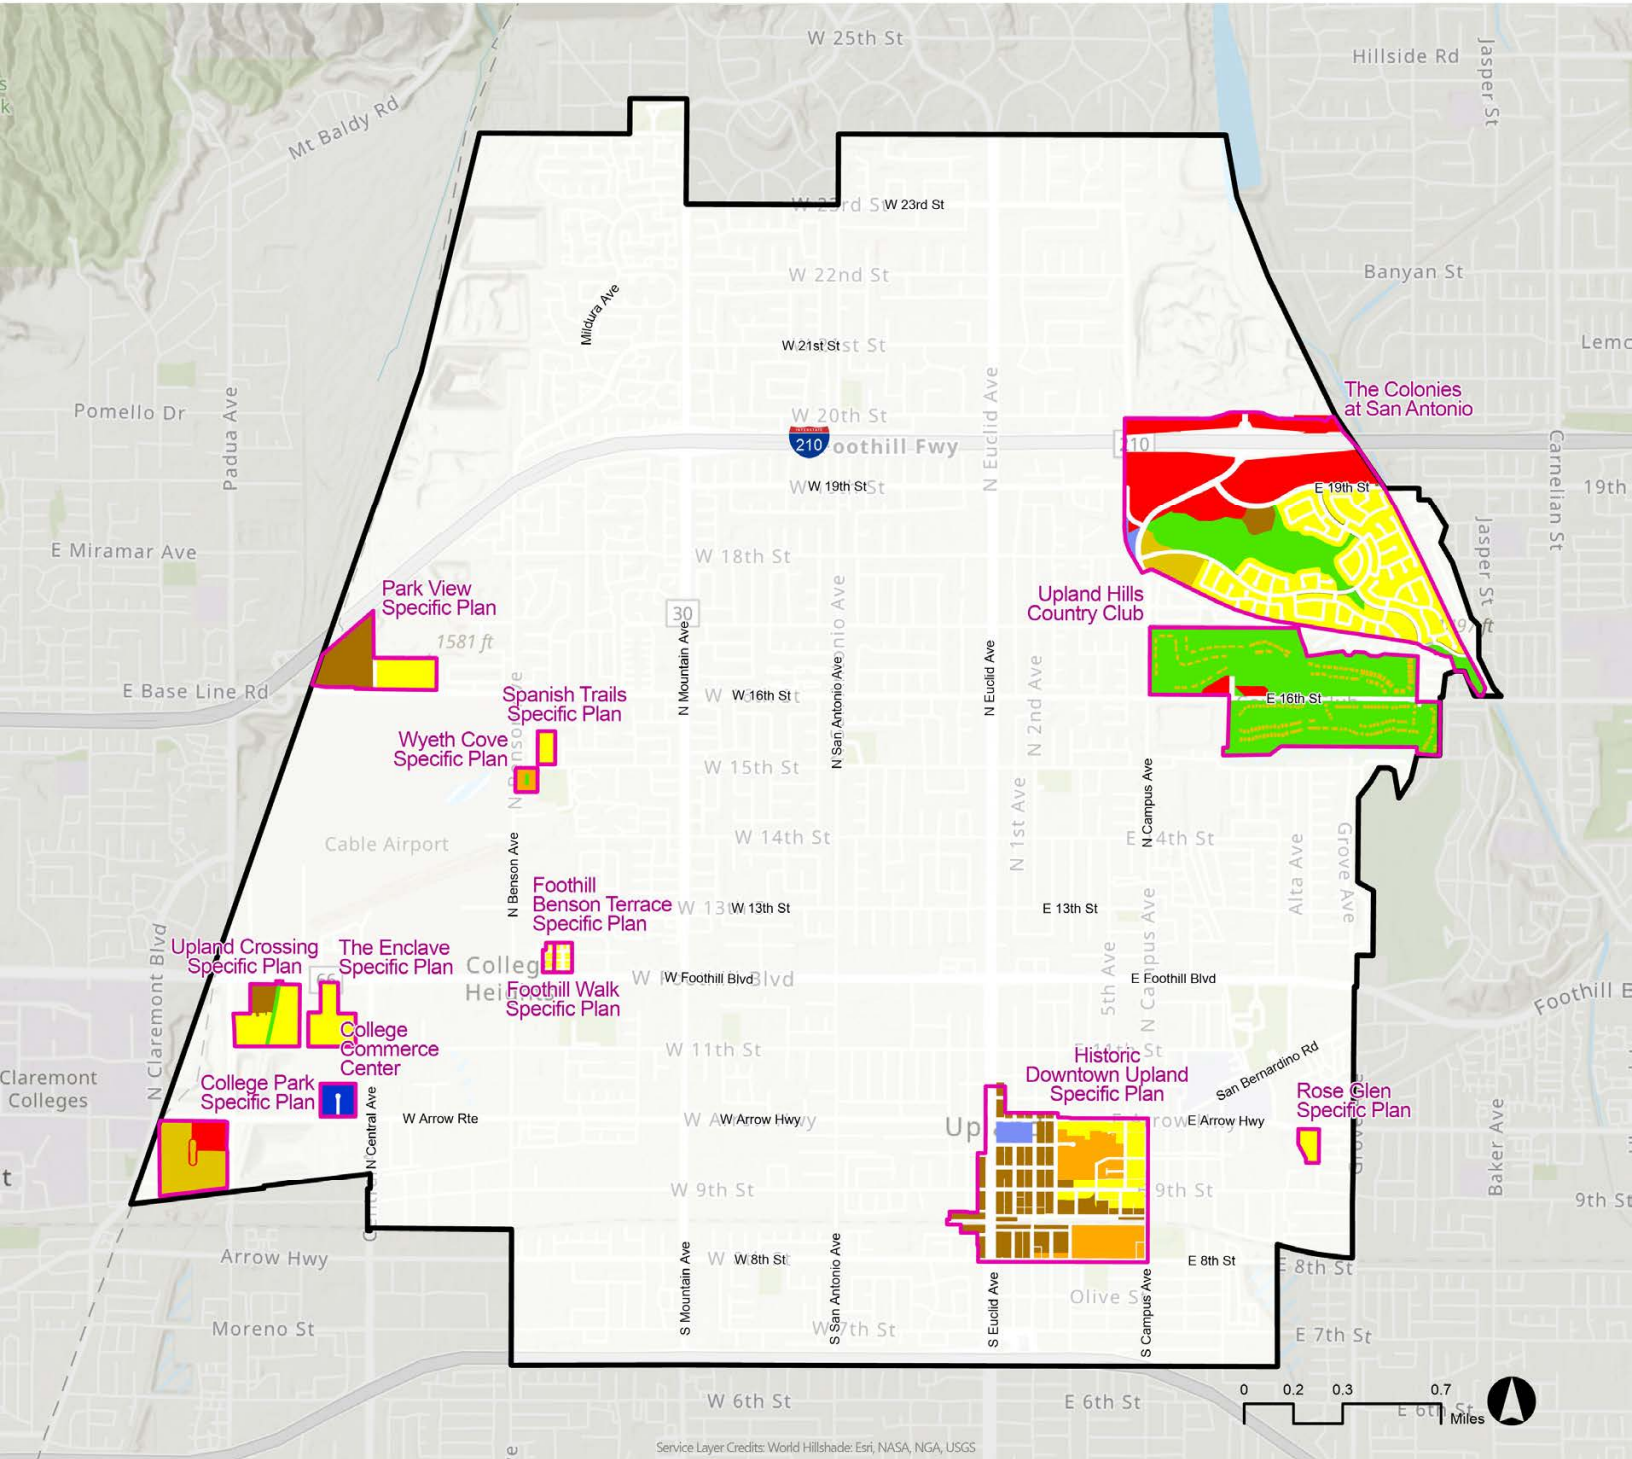 W 25th St
Hillside Rd
Jasper St
Mt Baldy Rd
W 23rd St
W 22nd St
Banyan St
Mildura Ave
W 21st St
Pomello Dr
Padua Ave
W 20th St
N Euclid Ave
The Colonies
at San Antonio
210
oothill Fwy
210
Carnelian St
W 19th St
E 19th St
19th
E Miramar Ave
W 18th St
Jasper St
Park View
Specific Plan
1581 ft
30
Upland Hills
Country Club
E Base Line Rd
N Mountain Ave
W 16th St
N San Antonio Ave
N Euclid Ave
N 2nd Ave
E 16th St
Spanish Trails
Specific Plan
Wyeth Cove
Specific Plan
W 15th St
Cable Airport
N Benson Ave
W 14th St
N 1st Ave
N Campus Ave
Alta Ave
Grove Ave
Foothill
Benson Terrace
Specific Plan
W 13th St
E 13th St
N Claremont Blvd
Upland Crossing
Specific Plan
The Enclave
Specific Plan
66
W Foothill Blvd
5th Ave
N Campus Ave
E Foothill Blvd
Foothill Walk
Specific Plan
College
Commerce
Center
W 11th St
Historic
Downtown Upland
Specific Plan
San Bernardino Rd
Claremont
Colleges
College Park
Specific Plan
N Central Ave
W Arrow Rte
W Arrow Hwy
E Arrow Hwy
Rose Glen
Specific Plan
Baker Ave
W 9th St
9th St
9th St
Arrow Hwy
S Mountain Ave
W 8th St
S San Antonio Ave
S Euclid Ave
S Campus Ave
E 8th St
E 8th St
Olive St
Moreno St
W 7th St
E 7th St
W 6th St
E 6th St
0 0.2 0.3 0.7
Miles
E 6th St
Service Layer Credits: World Hillshade: Esri, NASA, NGA, USGS